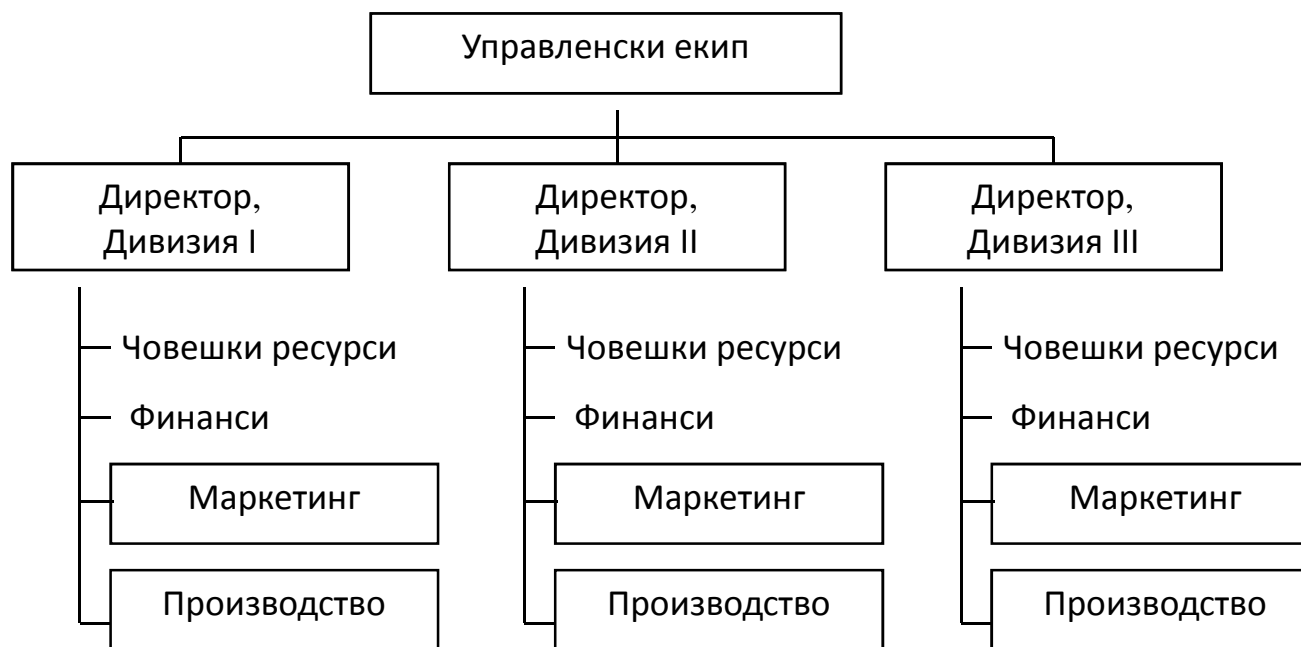 Управленски екип
Директор,
Дивизия I
Директор,
Дивизия II
Директор,
Дивизия III
Човешки ресурси
Човешки ресурси
Човешки ресурси
Финанси
Финанси
Финанси
Маркетинг
Маркетинг
Маркетинг
Производство
Производство
Производство